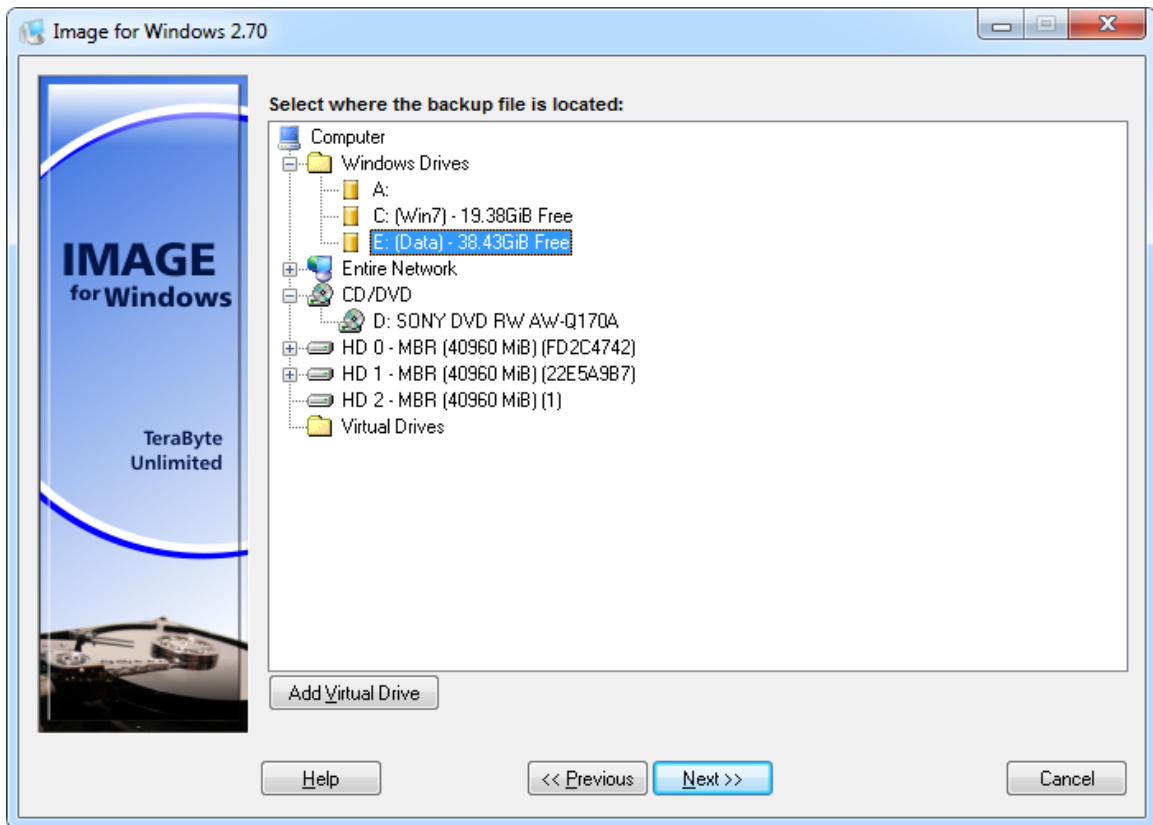 Image for Windows 2.70
IMAGE
for Windows
TeraByte
Unlimited
Select where the backup file is located:
Computer
Windows Drives
A:
C: (Win7) - 19.38GiB Free
E: (Data) - 38.43GiB Free
Entire Network
CD/DVD
D: SONY DVD RW AW-Q170A
HD 0 - MBR (40960 MiB) (FD2C4742)
HD 1 - MBR (40960 MiB) (22E5A9B7)
HD 2 - MBR (40960 MiB) (1)
Virtual Drives
Add Virtual Drive
Help
<< Previous
Next >>
Cancel